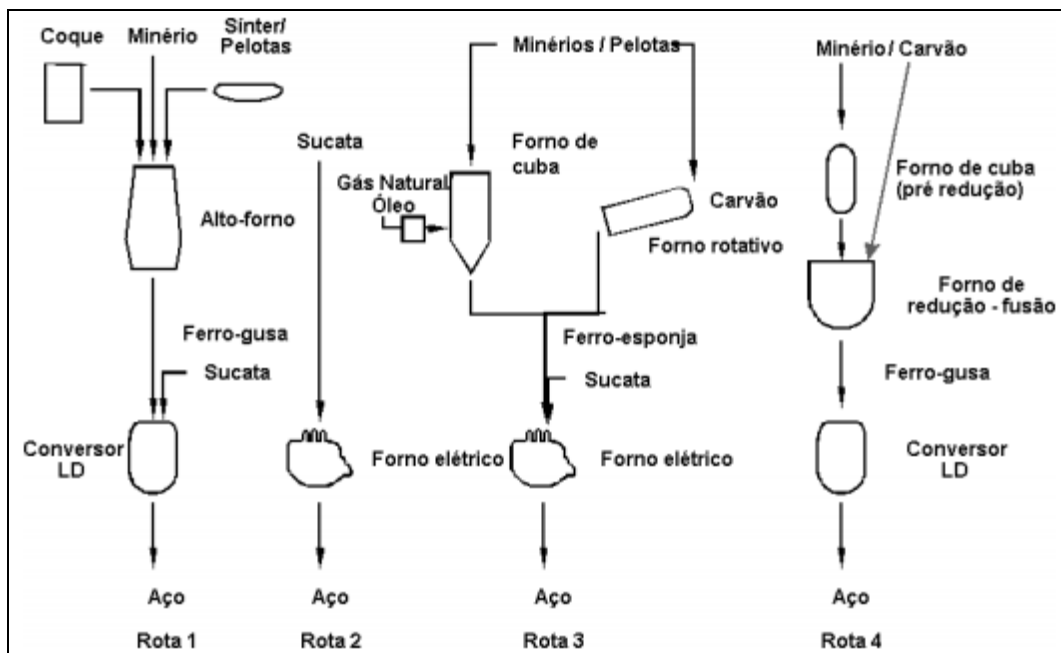 Coque
Minério
Sínter/
Pelotas
Alto-forno
Ferro-gusa
Sucata
Conversor
LD
Aço
Rota 1
Sucata
Forno elétrico
Aço
Rota 2
Minérios / Pelotas
Forno de
cuba
Gás Natural
Óleo
Carvão
Forno rotativo
Ferro-esponja
Sucata
Forno elétrico
Aço
Rota 3
Minério / Carvão
Forno de cuba
(pré redução)
Forno de
redução - fusão
Ferro-gusa
Conversor
LD
Aço
Rota 4